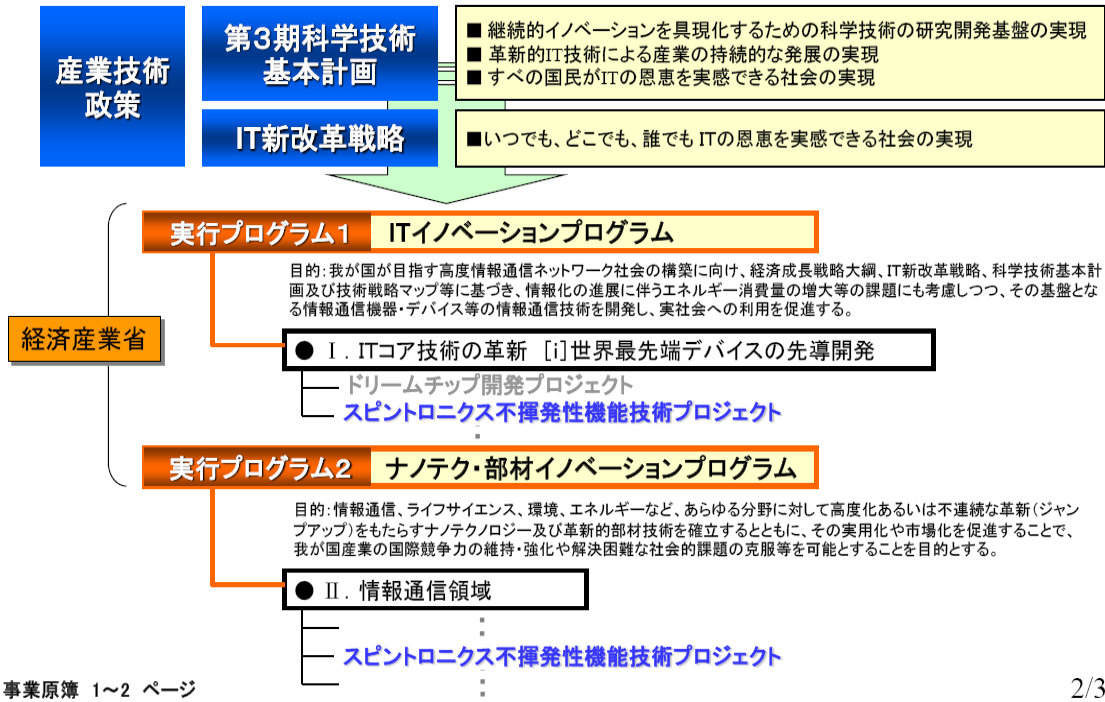 産業技術
政策
第3期科学技術
基本計画
■ 継続的イノベーションを具現化するための科学技術の研究開発基盤の実現
■ 革新的IT技術による産業の持続的な発展の実現
■ すべの国民がITの恩恵を実感できる社会の実現
IT新改革戦略
■いつでも、どこでも、誰でも ITの恩恵を実感できる社会の実現
経済産業省
実行プログラム1 ITイノベーションプログラム
目的:我が国が目指す高度情報通信ネットワーク社会の構築に向け、経済成長戦略大綱、IT新改革戦略、科学技術基本計
画及び技術戦略マップ等に基づき、情報化の進展に伴うエネルギー消費量の増大等の課題にも考慮しつつ、その基盤とな
る情報通信機器・デバイス等の情報通信技術を開発し、実社会への利用を促進する。
● Ⅰ. ITコア技術の革新 [i]世界最先端デバイスの先導開発
ドリームチップ開発プロジェクト
スピントロニクス不揮発性機能技術プロジェクト
実行プログラム2 ナノテク・部材イノベーションプログラム
目的:情報通信、ライフサイエンス、環境、エネルギーなど、あらゆる分野に対して高度化あるいは不連続な革新(ジャン
プアップ)をもたらすナノテクノロジー及び革新的部材技術を確立するとともに、その実用化や市場化を促進することで、
我が国産業の国際競争力の維持・強化や解決困難な社会的課題の克服等を可能とすることを目的とする。
● Ⅱ. 情報通信領域
スピントロニクス不揮発性機能技術プロジェクト
事業原簿 1~2 ページ
2/3